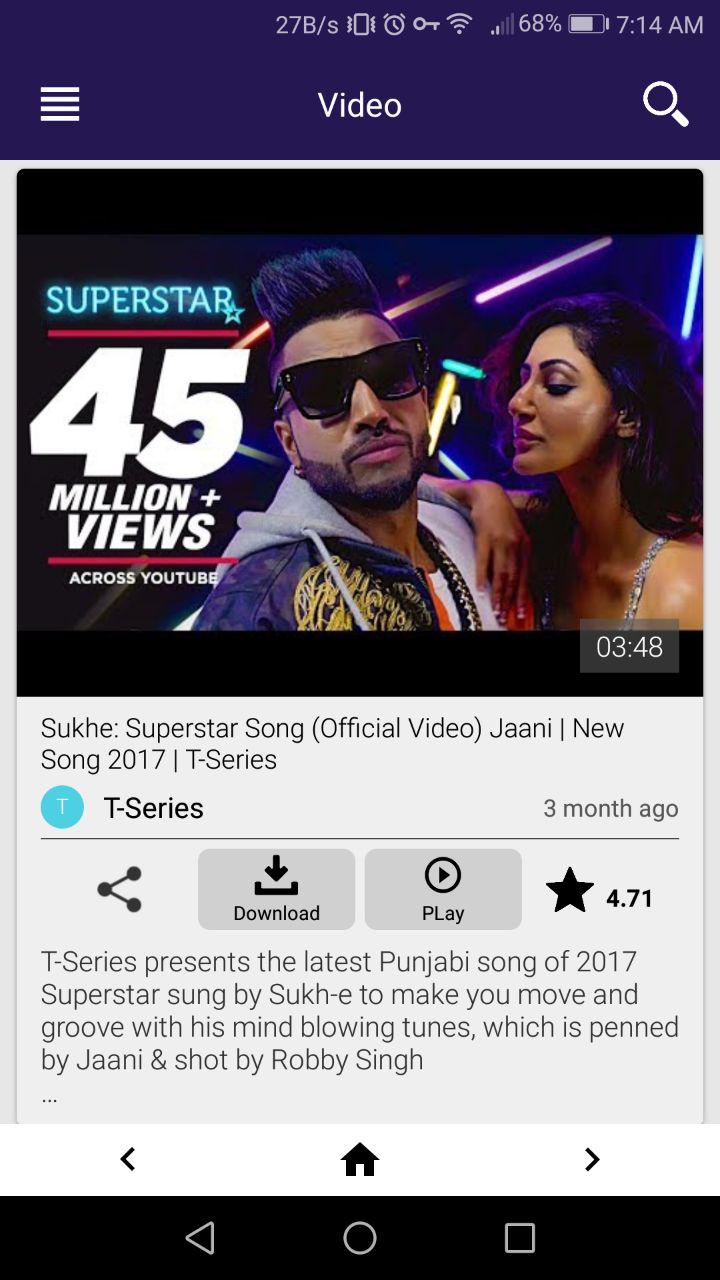 27B/s 68% 7:14 AM
Video
SUPERSTAR
45
MILLION +
VIEWS
ACROSS YOUTUBE
03:48
Sukhe: Superstar Song (Official Video) Jaani | New
Song 2017 | T-Series
T T-Series 3 month ago
Download PLay 4.71
T-Series presents the latest Punjabi song of 2017
Superstar sung by Sukh-e to make you move and
groove with his mind blowing tunes, which is penned
by Jaani & shot by Robby Singh
...